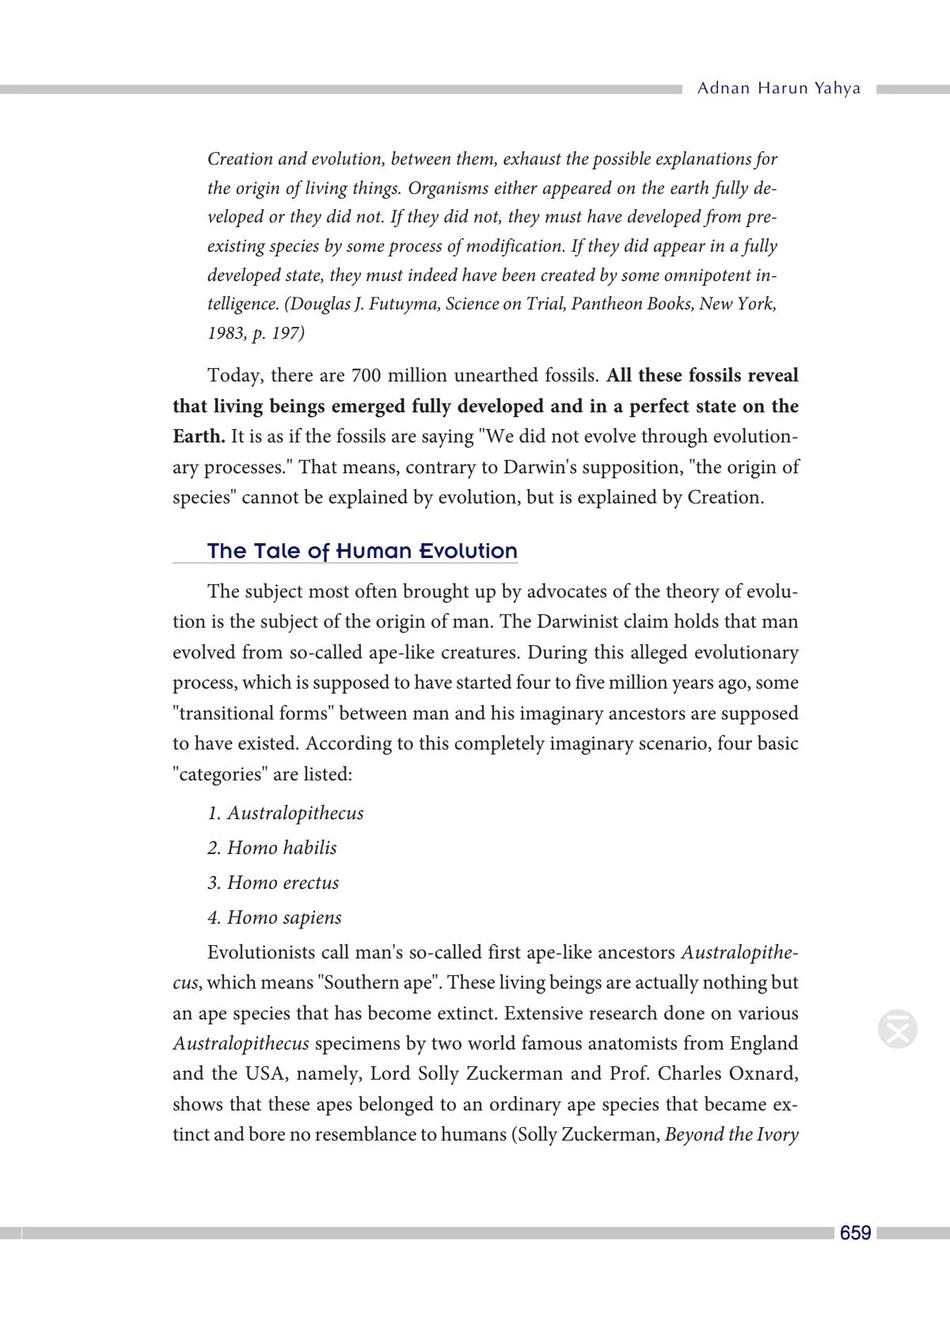 Adnan Harun Yahya
Creation and evolution, between them, exhaust the possible explanations for
the origin of living things. Organisms either appeared on the earth fully de-
veloped or they did not. If they did not, they must have developed from pre-
existing species by some process of modification. If they did appear in a fully
developed state, they must indeed have been created by some omnipotent in-
telligence. (Douglas J. Futuyma, Science on Trial, Pantheon Books, New York,
1983, p. 197)
Today, there are 700 million unearthed fossils. All these fossils reveal
that living beings emerged fully developed and in a perfect state on the
Earth. It is as if the fossils are saying "We did not evolve through evolution-
ary processes." That means, contrary to Darwin's supposition, "the origin of
species" cannot be explained by evolution, but is explained by Creation.
The Tale of Human Evolution
The subject most often brought up by advocates of the theory of evolu-
tion is the subject of the origin of man. The Darwinist claim holds that man
evolved from so-called ape-like creatures. During this alleged evolutionary
process, which is supposed to have started four to five million years ago, some
"transitional forms" between man and his imaginary ancestors are supposed
to have existed. According to this completely imaginary scenario, four basic
"categories" are listed:
1. Australopithecus
2. Homo habilis
3. Homo erectus
4. Homo sapiens
Evolutionists call man's so-called first ape-like ancestors Australopithe-
cus, which means "Southern ape". These living beings are actually nothing but
an ape species that has become extinct. Extensive research done on various
Australopithecus specimens by two world famous anatomists from England
and the USA, namely, Lord Solly Zuckerman and Prof. Charles Oxnard,
shows that these apes belonged to an ordinary ape species that became ex-
tinct and bore no resemblance to humans (Solly Zuckerman, Beyond the Ivory
659